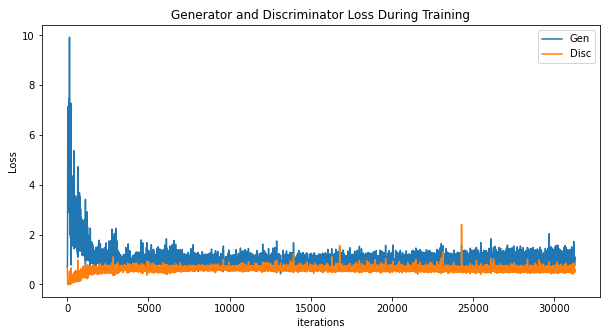 Generator and Discriminator Loss During Training
Gen
Disc
10
8
6
4
2
0
Loss
0 5000 10000 15000 20000 25000 30000
iterations